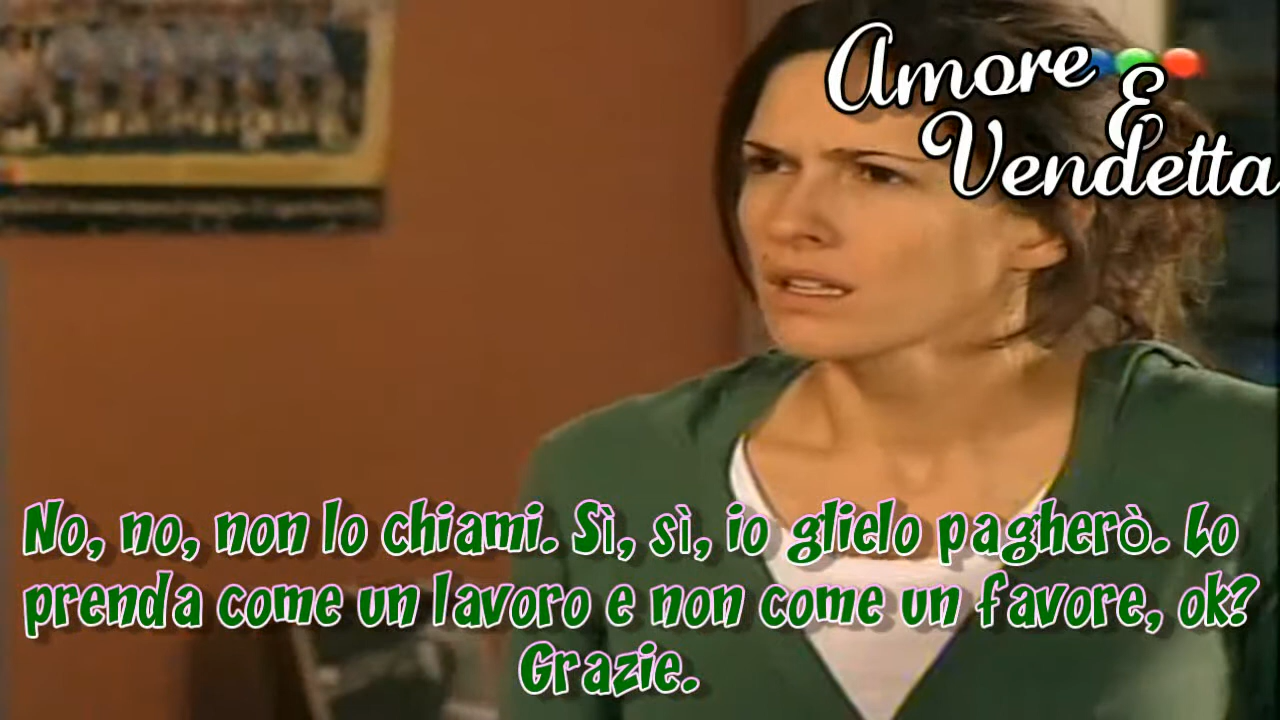 Amore
E
Vendetta
No, no, non lo chiami. Sì, sì, io glielo pagherò. Lo
prenda come un lavoro e non come un favore, ok?
Grazie.